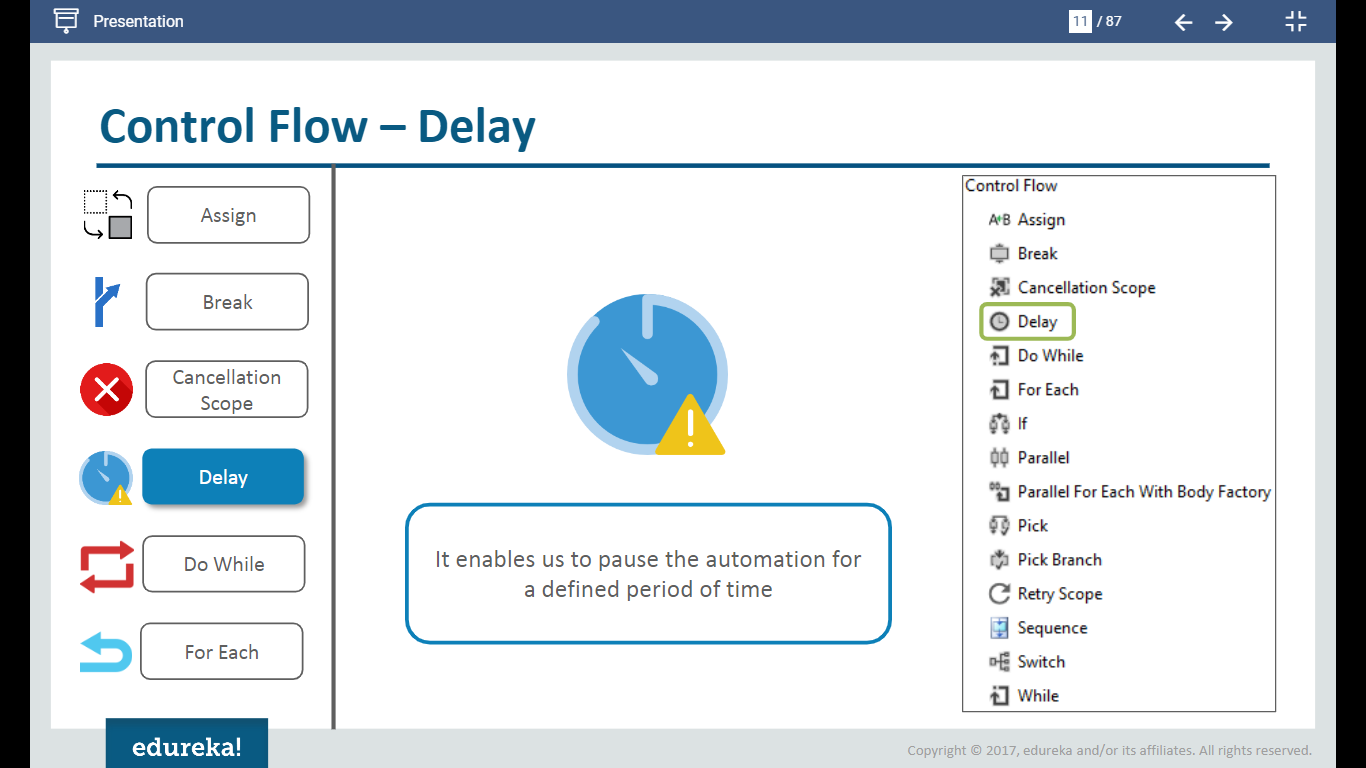 Presentation
11 / 87
Control Flow – Delay
Assign
Break
Cancellation
Scope
Delay
Do While
For Each
It enables us to pause the automation for
a defined period of time
Control Flow
A+B Assign
Break
Cancellation Scope
Delay
Do While
For Each
If
Parallel
Parallel For Each With Body Factory
Pick
Pick Branch
Retry Scope
Sequence
Switch
While
edureka!
Copyright © 2017, edureka and/or its affiliates. All rights reserved.